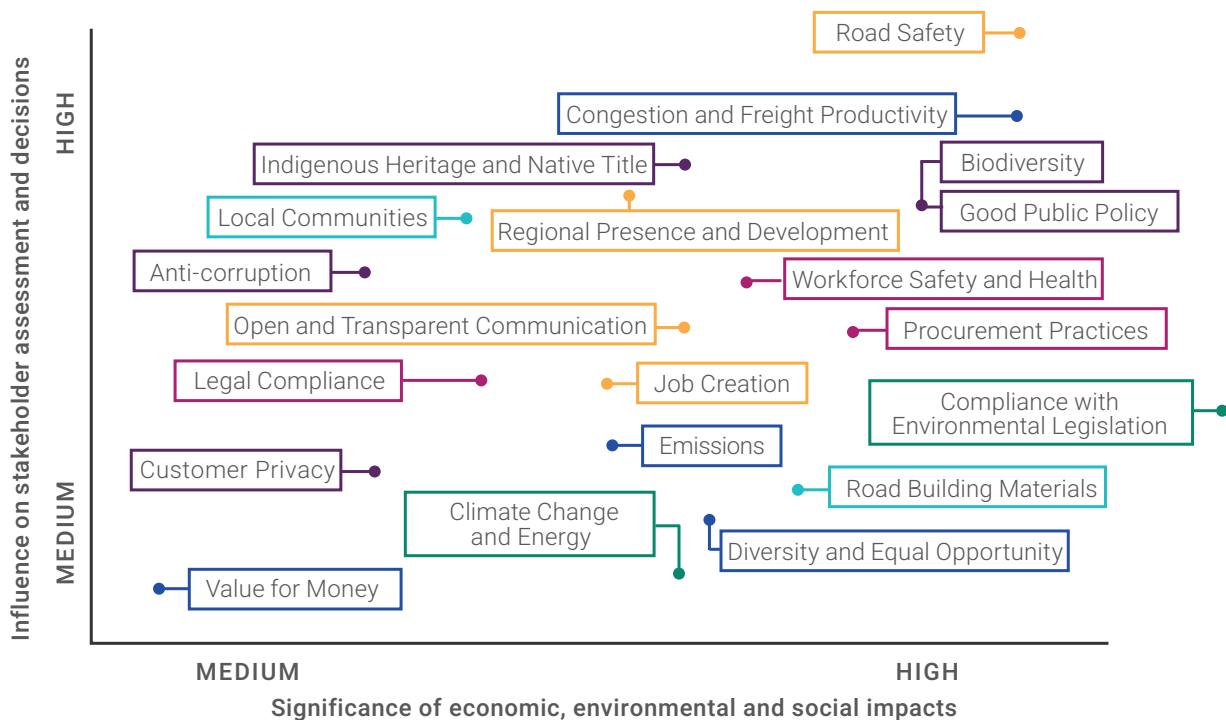 Influence on stakeholder assessment and decisions
HIGH
MEDIUM
Road Safety
Congestion and Freight Productivity
Indigenous Heritage and Native Title
Biodiversity
Local Communities
Regional Presence and Development
Good Public Policy
Anti-corruption
Workforce Safety and Health
Open and Transparent Communication
Procurement Practices
Legal Compliance
Job Creation
Compliance with
Environmental Legislation
Emissions
Customer Privacy
Road Building Materials
Climate Change
and Energy
Diversity and Equal Opportunity
Value for Money
MEDIUM
HIGH
Significance of economic, environmental and social impacts